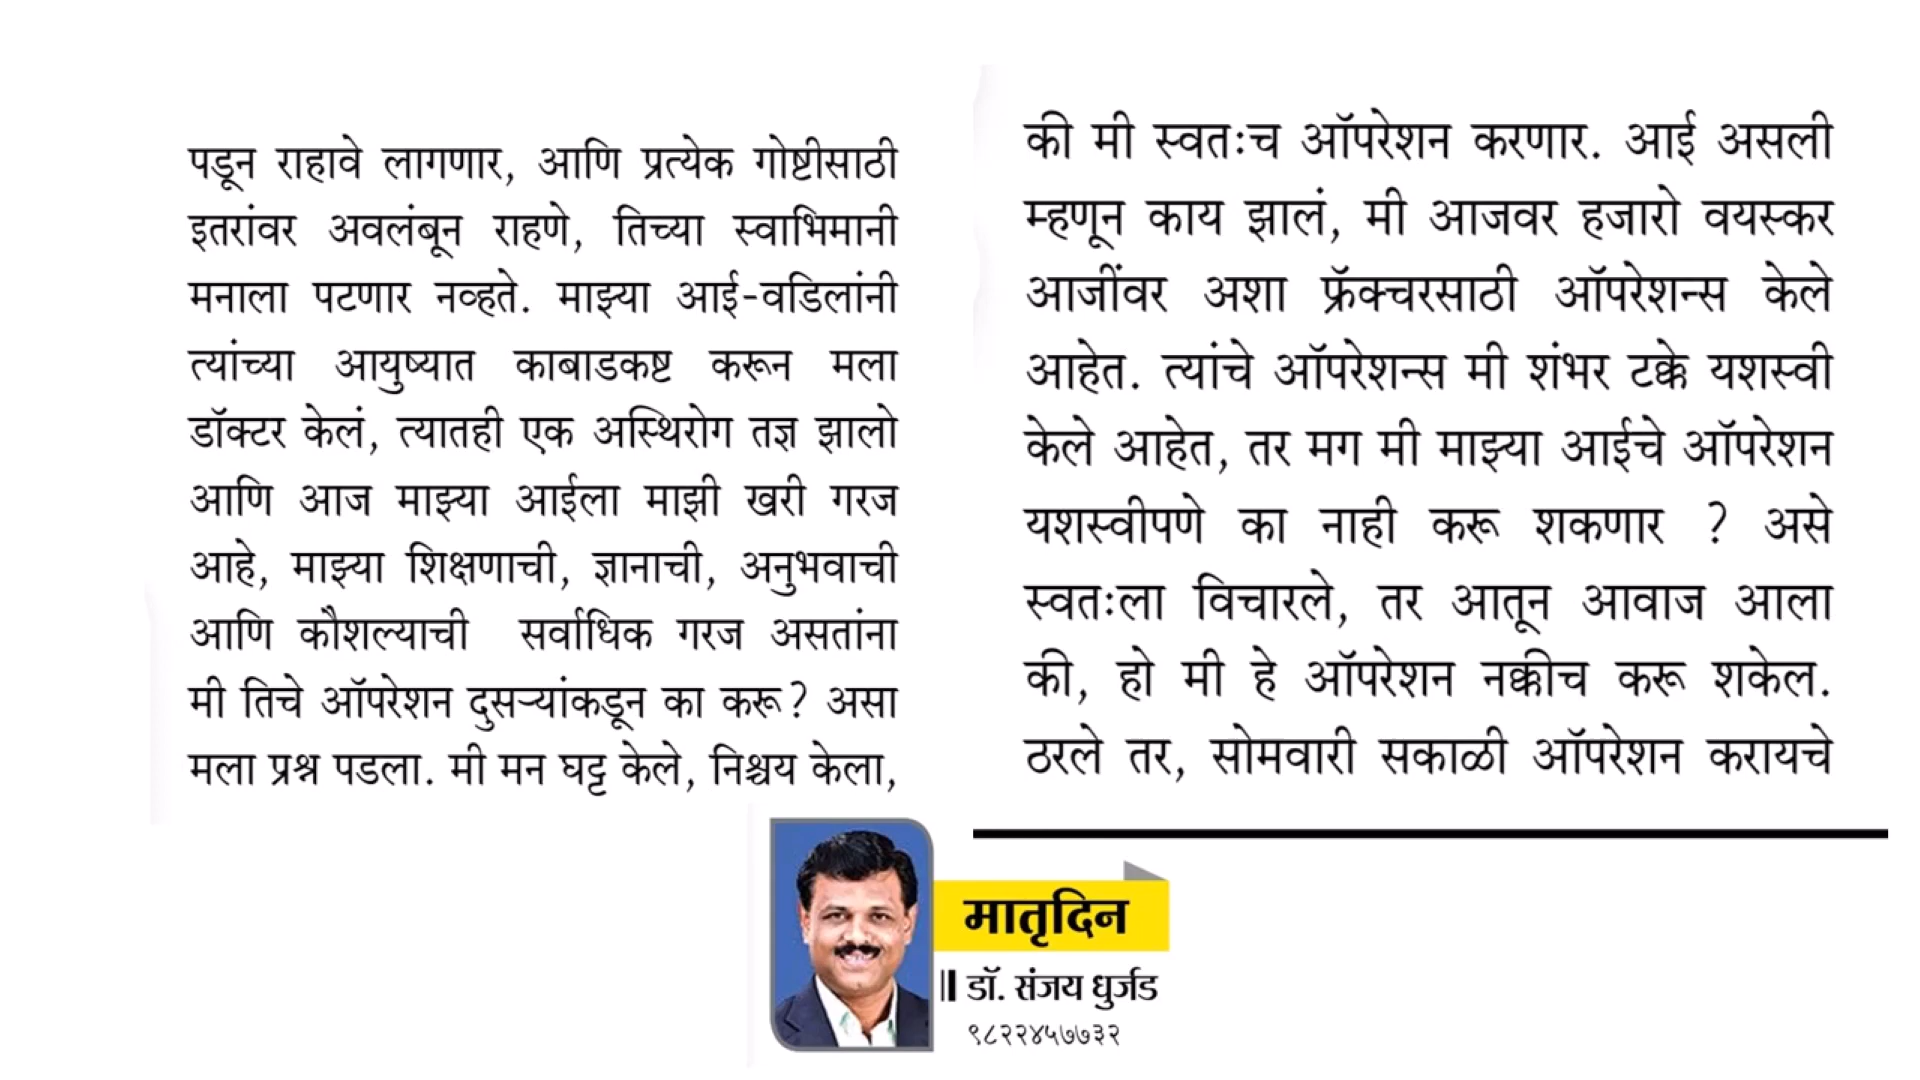 पडून राहावे लागणार, आणि प्रत्येक गोष्टीसाठी
इतरांवर अवलंबून राहणे, तिच्या स्वाभिमानी
मनाला पटणार नव्हते. माझ्या आई-वडिलांनी
त्यांच्या आयुष्यात काबाडकष्ट करून मला
डॉक्टर केलं, त्यातही एक अस्थिरोग तज्ञ झालो
आणि आज माझ्या आईला माझी खरी गरज
आहे, माझ्या शिक्षणाची, ज्ञानाची, अनुभवाची
आणि कौशल्याची सर्वाधिक गरज असतांना
मी तिचे ऑपरेशन दुसऱ्यांकडून का करू? असा
मला प्रश्न पडला. मी मन घट्ट केले, निश्चय केला,
की मी स्वतःच ऑपरेशन करणार. आई असली
म्हणून काय झालं, मी आजवर हजारो वयस्कर
आजींवर अशा फ्रॅक्चरसाठी ऑपरेशन्स केले
आहेत. त्यांचे ऑपरेशन्स मी शंभर टक्के यशस्वी
केले आहेत, तर मग मी माझ्या आईचे ऑपरेशन
यशस्वीपणे का नाही करू शकणार ? असे
स्वतःला विचारले, तर आतून आवाज आला
की, हो मी हे ऑपरेशन नक्कीच करू शकेल.
ठरले तर, सोमवारी सकाळी ऑपरेशन करायचे
मातृदिन
डॉ. संजय धुर्जड
९८२२४५७७३२